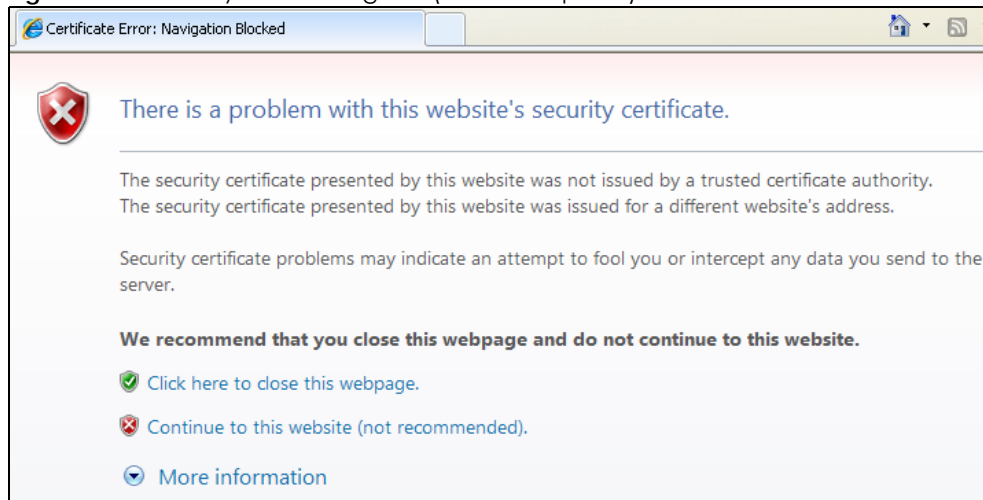 Certificate Error: Navigation Blocked
There is a problem with this website's security certificate.
The security certificate presented by this website was not issued by a trusted certificate authority.
The security certificate presented by this website was issued for a different website's address.
Security certificate problems may indicate an attempt to fool you or intercept any data you send to the
server.
We recommend that you close this webpage and do not continue to this website.
Click here to close this webpage.
Continue to this website (not recommended).
More information